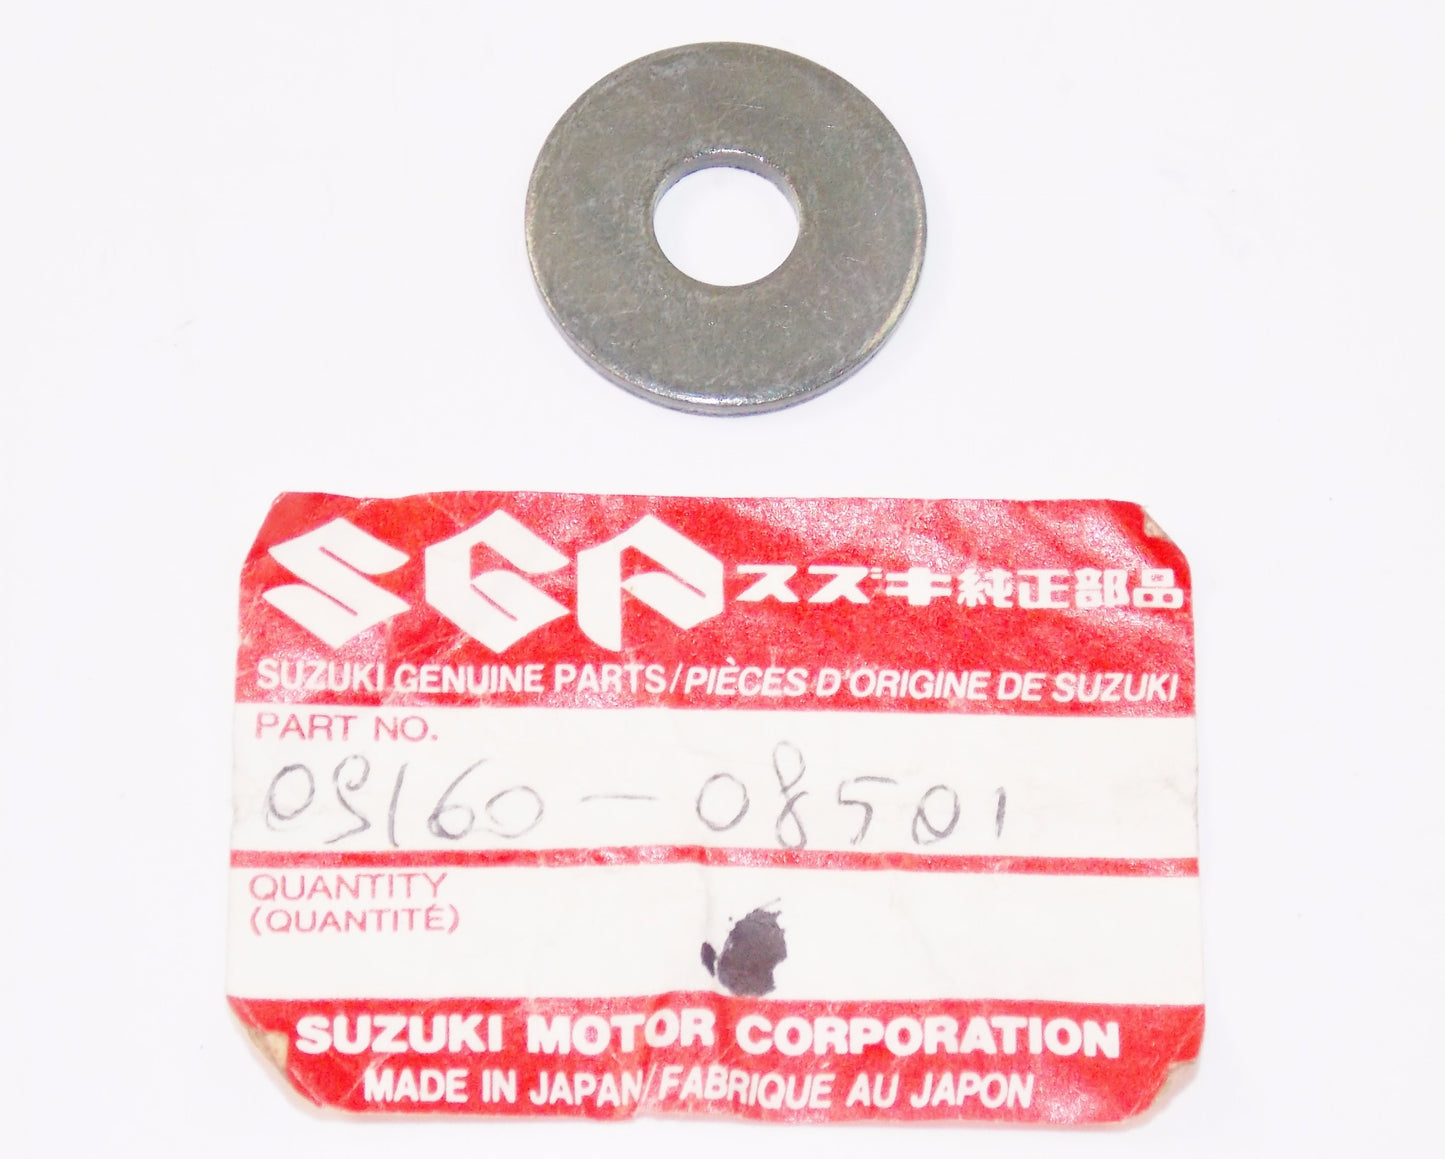 SGP スズキ純正部品
SUZUKI GENUINE PARTS/PIÈCES D'ORIGINE DE SUZUKI
PART NO.
09160-08501
QUANTITY
(QUANTITÉ)
SUZUKI MOTOR CORPORATION
MADE IN JAPAN/FABRIQUÉ AU JAPON